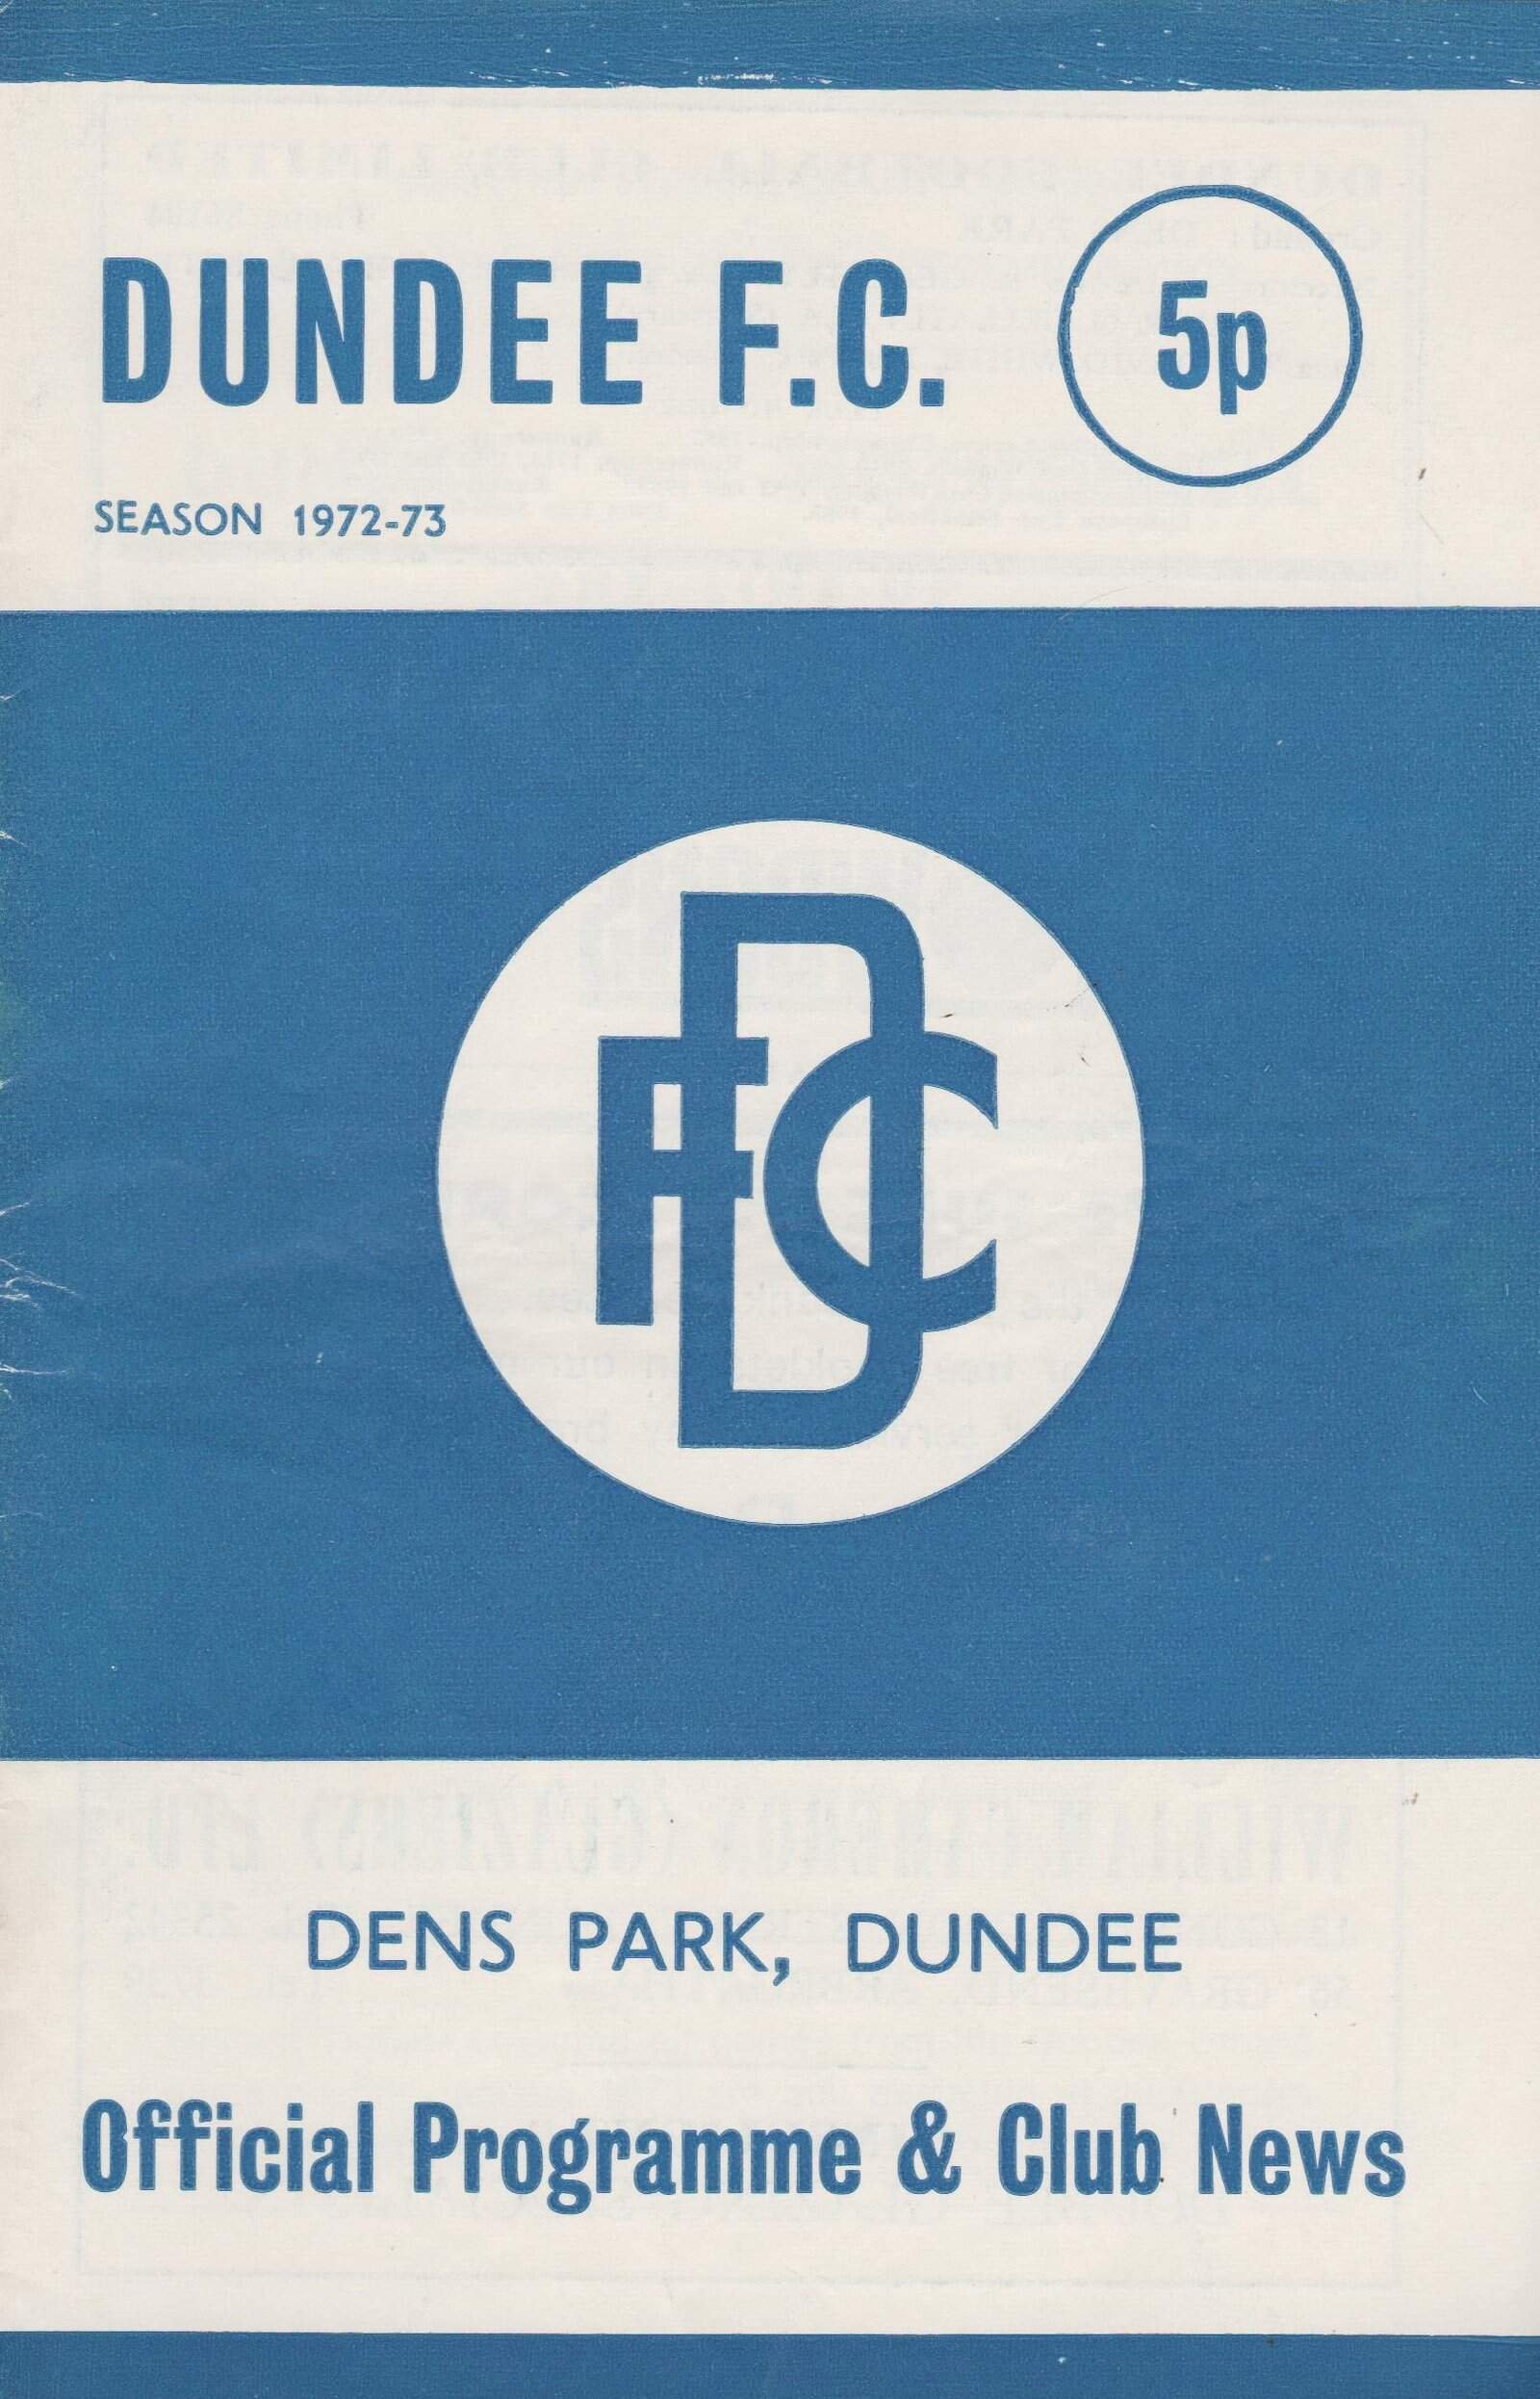 DUNDEE F.C.
5p
SEASON 1972-73
DFC
DENS PARK, DUNDEE
Official Programme & Club News